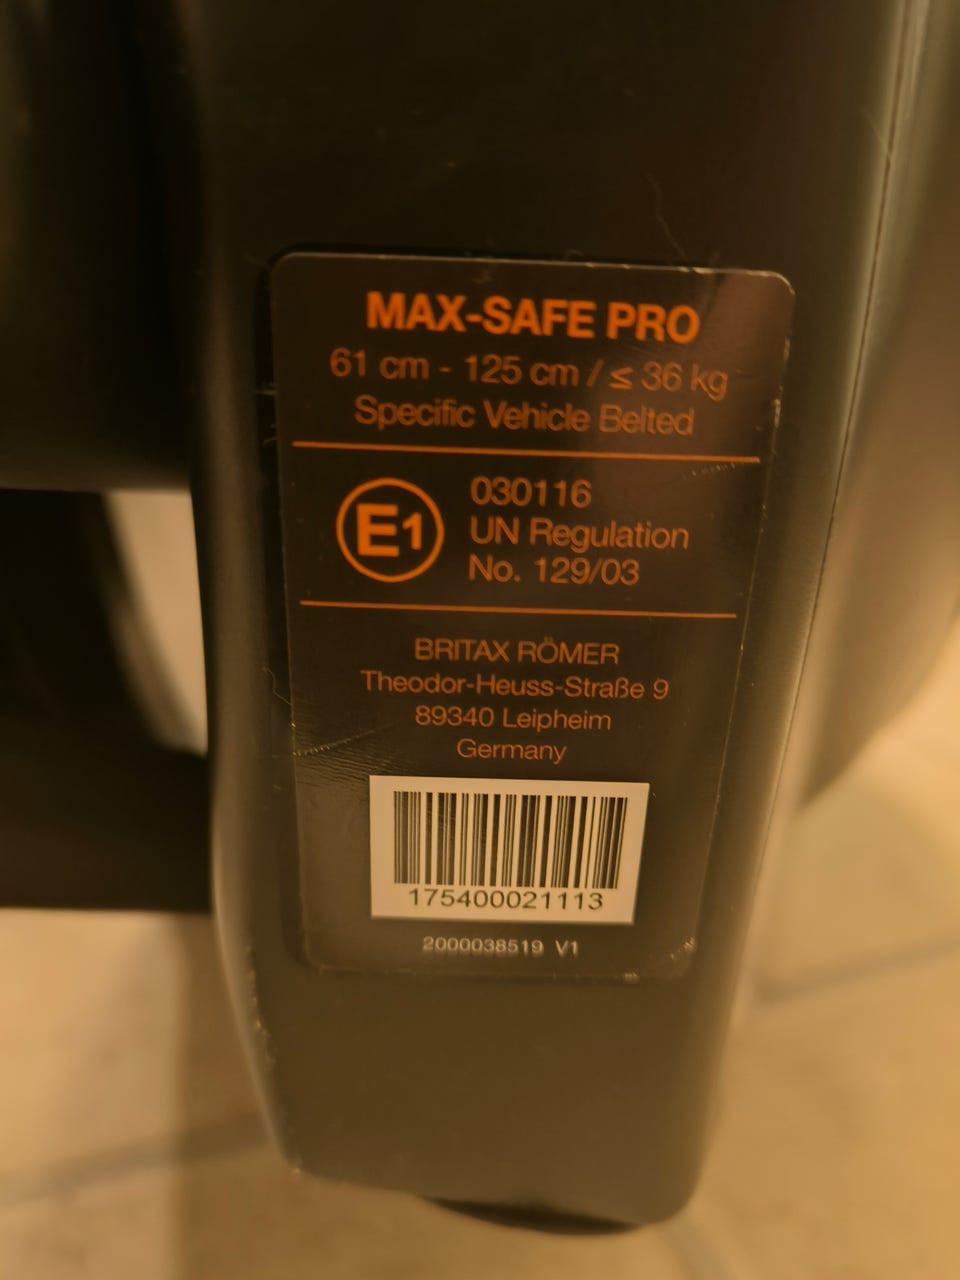 MAX-SAFE PRO
61 cm - 125 cm / ≤ 36 kg
Specific Vehicle Belted
E1
030116
UN Regulation
No. 129/03
BRITAX RÖMER
Theodor-Heuss-Straße 9
89340 Leipheim
Germany
175400021113
2000038519 V1